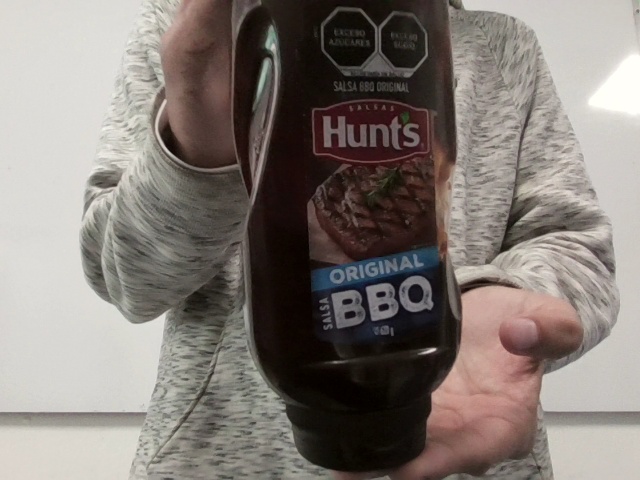 EXCESO EXCESO
AZÚCARES SODIO
SALSA BBQ ORIGINAL
SALSAS
Hunt's
ORIGINAL
SALSA
BBQ